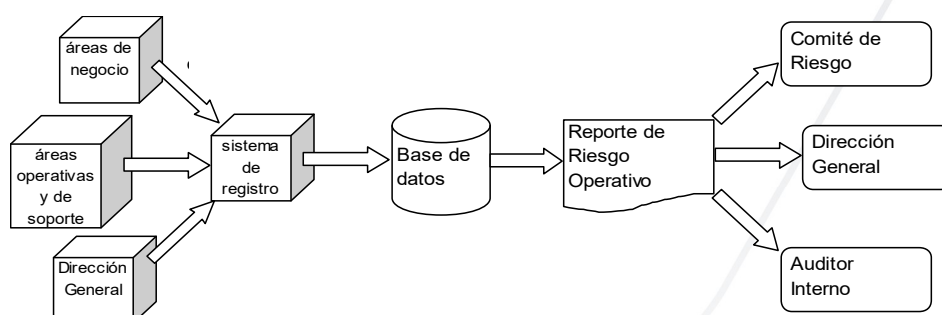 áreas de
negocio
áreas
operativas
y de
soporte
Dirección
General
sistema
de
registro
Base de
datos
Reporte de
Riesgo
Operativo
Comité de
Riesgo
Dirección
General
Auditor
Interno